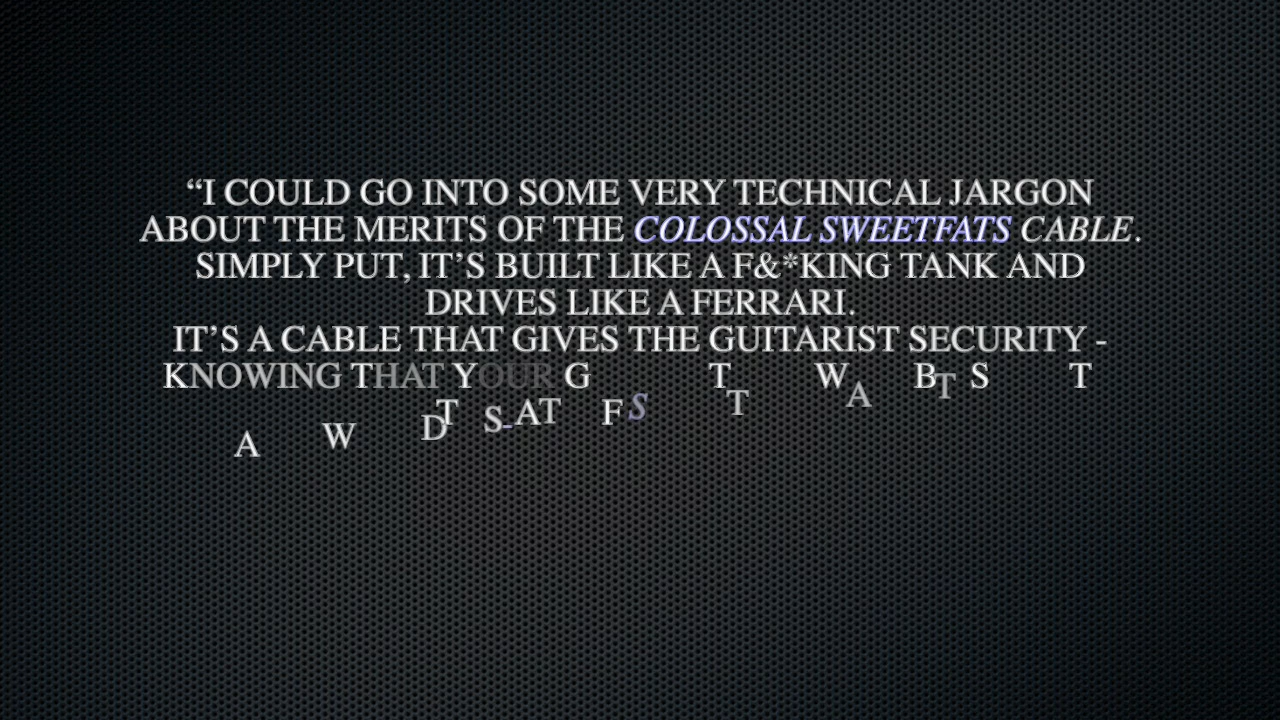 “I COULD GO INTO SOME VERY TECHNICAL JARGON
ABOUT THE MERITS OF THE COLOSSAL SWEETFATS CABLE.
SIMPLY PUT, IT’S BUILT LIKE A F&*KING TANK AND
DRIVES LIKE A FERRARI.
IT’S A CABLE THAT GIVES THE GUITARIST SECURITY -
KNOWING THAT YOUR G T W B S T
T A T
T S-AT F S
A W D